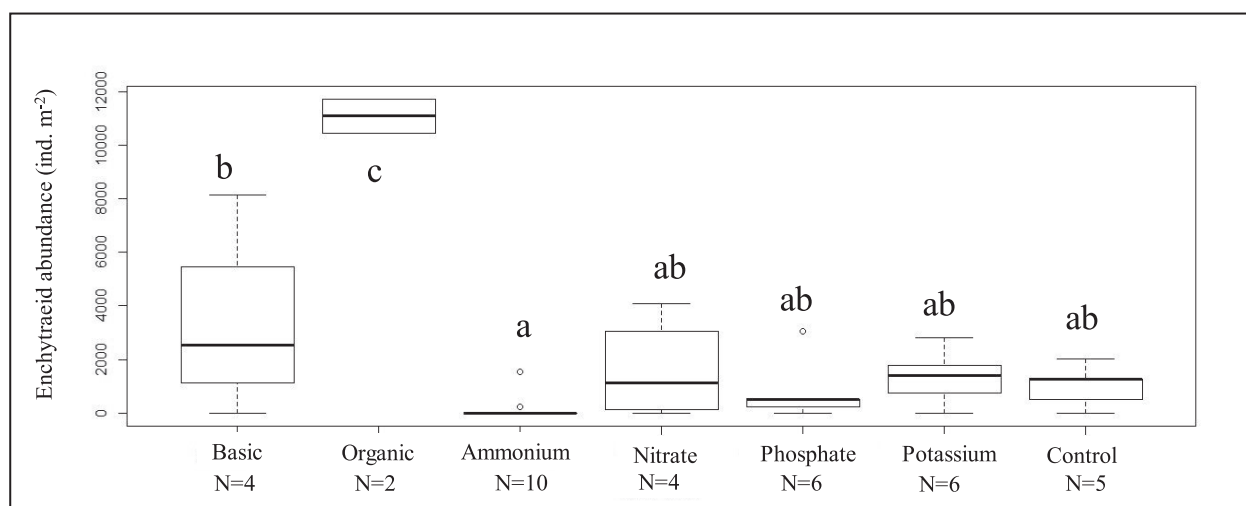 Enchytraeid abundance (ind. m-2)
12000
10000
8000
6000
4000
2000
0
b
c
a
ab
ab
ab
ab
Basic Organic Ammonium Nitrate Phosphate Potassium Control
N=4 N=2 N=10 N=4 N=6 N=6 N=5